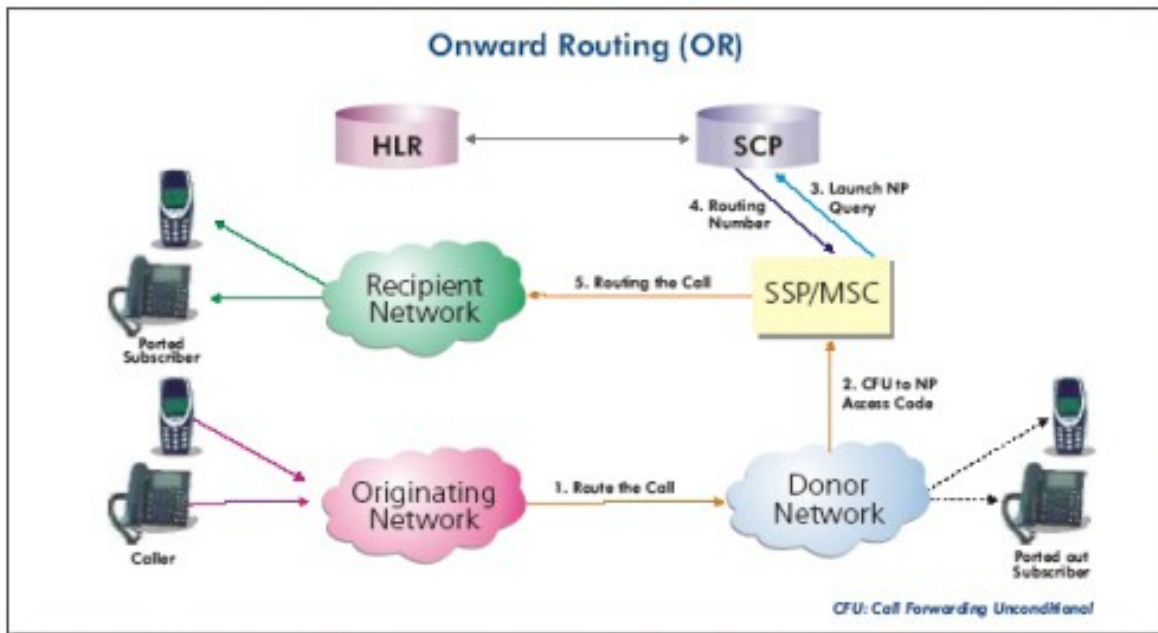 Onward Routing (OR)
HLR
SCP
3. Launch NP
Query
4. Routing
Number
Recipient
Network
5. Routing the Call
SSP/MSC
Ported
Subscriber
2. CFU to NP
Access Code
Originating
Network
1. Route the Call
Donor
Network
Caller
Ported out
Subscriber
CFU: Call Forwarding Unconditional